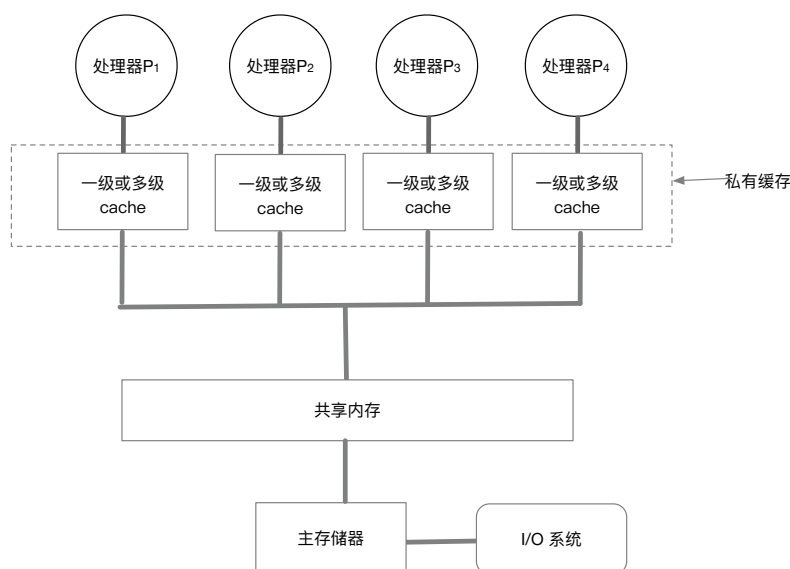 处理器P1
处理器P2
处理器P3
处理器P4
一级或多级
cache
一级或多级
cache
一级或多级
cache
一级或多级
cache
私有缓存
共享内存
主存储器
I/O 系统